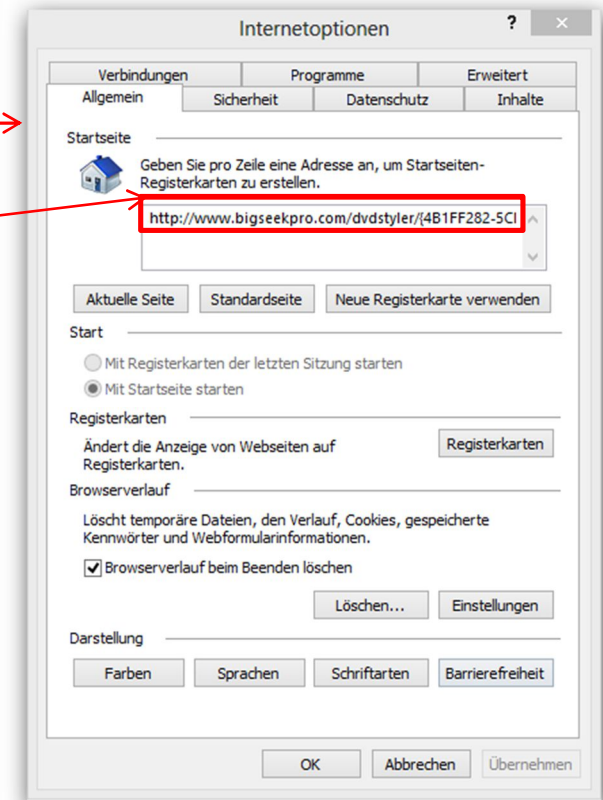 Internetoptionen ?
Verbindungen Programme Erweitert
Allgemein Sicherheit Datenschutz Inhalte
Startseite
Geben Sie pro Zeile eine Adresse an, um Startseiten-
Registerkarten zu erstellen.
http://www.bigseekpro.com/dvdstyler/{4B1FF282-5C
Aktuelle Seite Standardseite Neue Registerkarte verwenden
Start
Mit Registerkarten der letzten Sitzung starten
Mit Startseite starten
Registerkarten
Ändert die Anzeige von Webseiten auf Registerkarten
Registerkarten.
Browserverlauf
Löscht temporäre Dateien, den Verlauf, Cookies, gespeicherte
Kennwörter und Webformularinformationen.
Browserverlauf beim Beenden löschen
Löschen... Einstellungen
Darstellung
Farben Sprachen Schriftarten Barrierefreiheit
OK Abbrechen Übernehmen